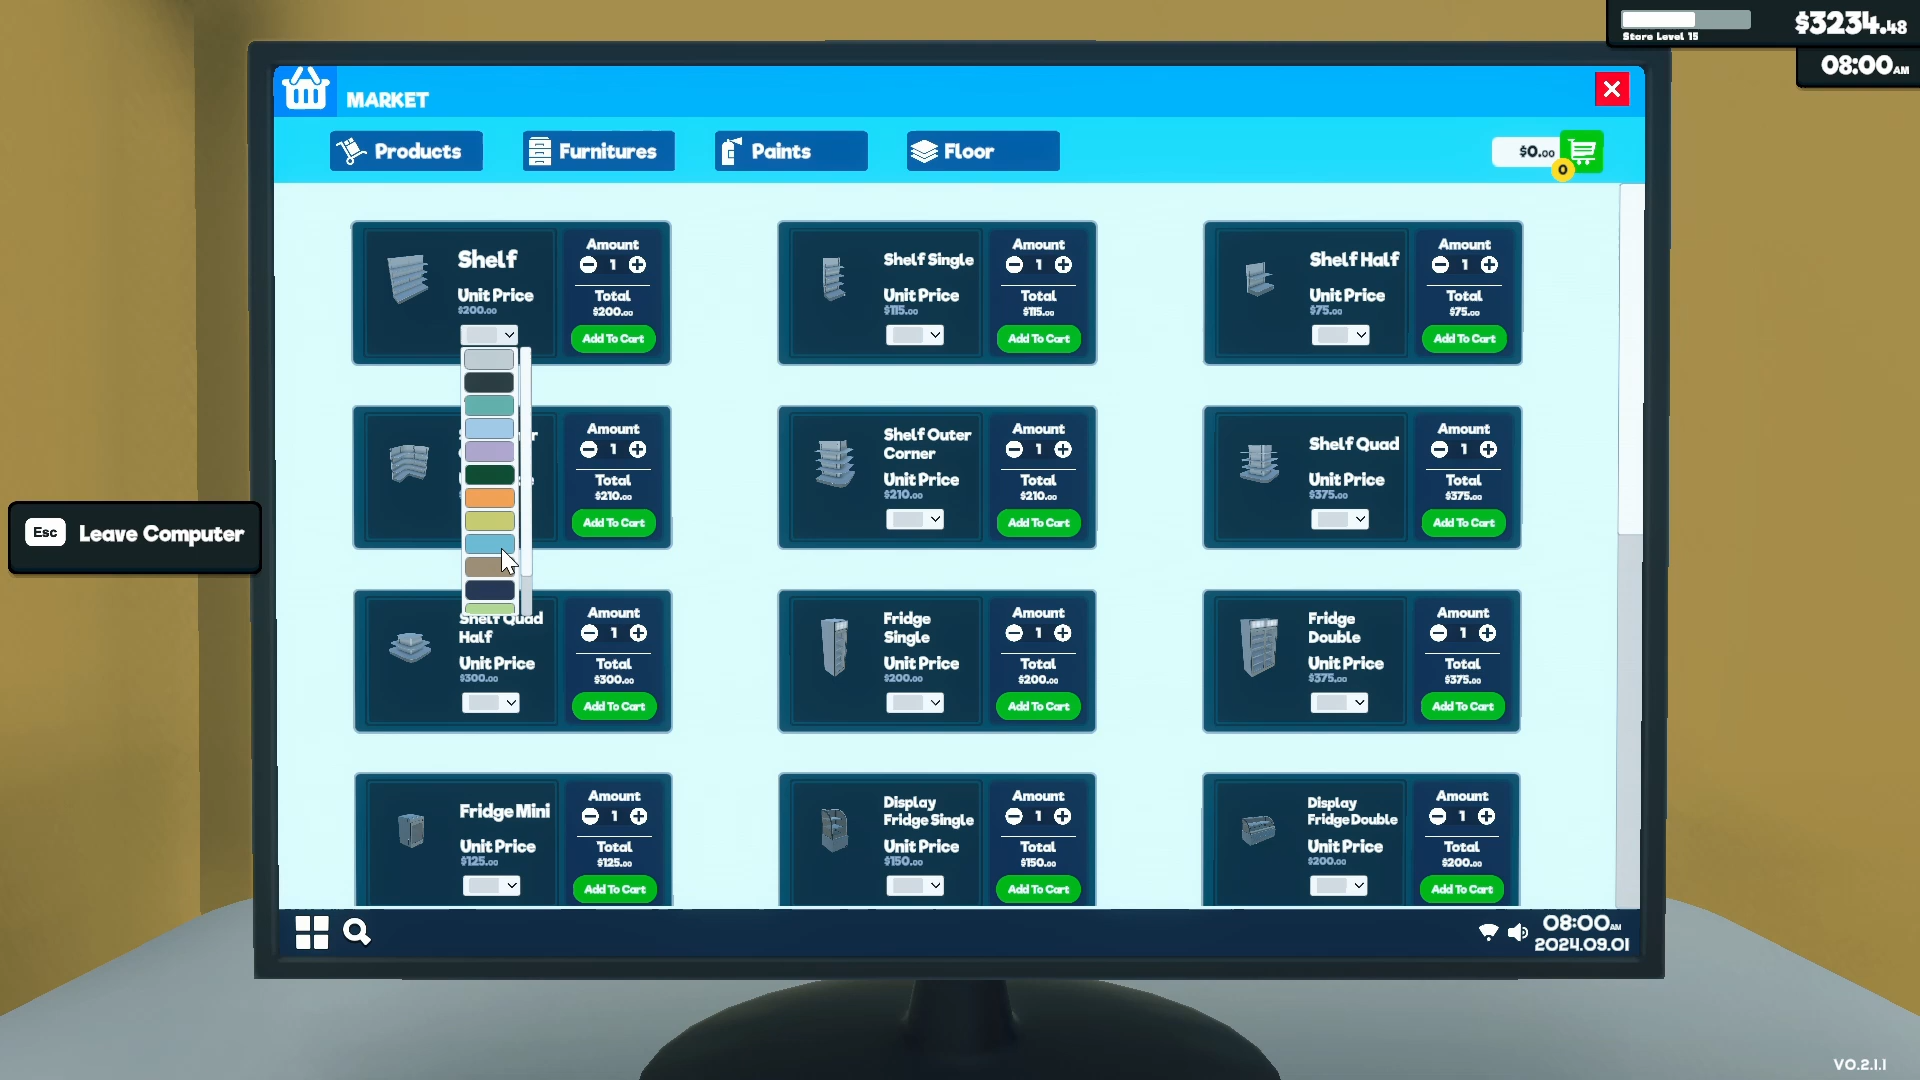 $3234.48
Store Level 15
08:00AM
MARKET
Products
Furnitures
Paints
Floor
$0.00
0
Shelf
Unit Price
$200.00
Amount
1
Total
$200.00
Add To Cart
Shelf Single
Unit Price
$115.00
Amount
1
Total
$115.00
Add To Cart
Shelf Half
Unit Price
$75.00
Amount
1
Total
$75.00
Add To Cart
Amount
1
Total
$210.00
Add To Cart
Shelf Outer
Corner
Unit Price
$210.00
Amount
1
Total
$210.00
Add To Cart
Shelf Quad
Unit Price
$375.00
Amount
1
Total
$375.00
Add To Cart
Esc
Leave Computer
Shelf Quad
Half
Unit Price
$300.00
Amount
1
Total
$300.00
Add To Cart
Fridge
Single
Unit Price
$200.00
Amount
1
Total
$200.00
Add To Cart
Fridge
Double
Unit Price
$375.00
Amount
1
Total
$375.00
Add To Cart
Fridge Mini
Unit Price
$125.00
Amount
1
Total
$125.00
Add To Cart
Display
Fridge Single
Unit Price
$150.00
Amount
1
Total
$150.00
Add To Cart
Display
Fridge Double
Unit Price
$200.00
Amount
1
Total
$200.00
Add To Cart
08:00AM
2024.09.01
V0.2.1.1